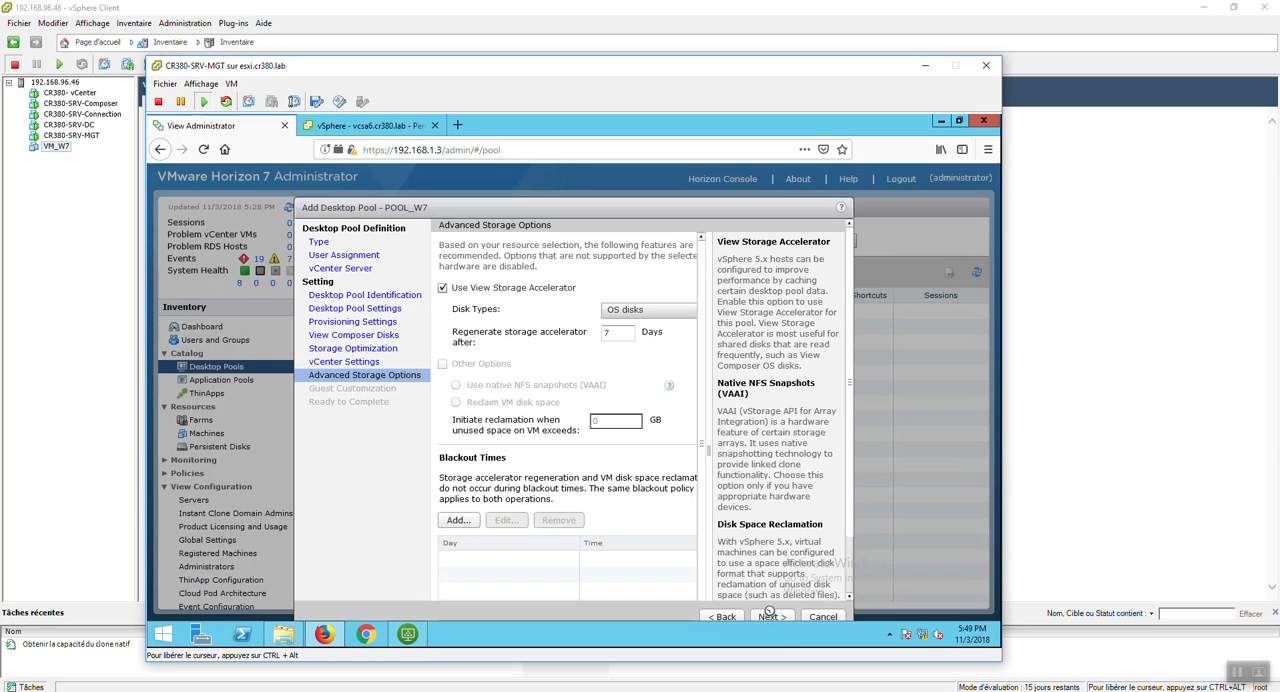 192.168.96.46 - vSphere Client
Fichier Modifier Affichage Inventaire Administration Plug-ins Aide
Page d'accueil Inventaire Inventaire
192.168.96.46
CR380- vCenter
CR380-SRV-Composer
CR380-SRV-Connection
CR380-SRV-DC
CR380-SRV-MGT
VM_W7
CR380-SRV-MGT sur esxi.cr380.lab
Fichier Affichage VM
View Administrator
vSphere - vcsa6.cr380.lab - Per
https://192.168.1.3/admin/#/pool
VMware Horizon 7 Administrator
Horizon Console | About | Help | Logout (administrator)
Updated 11/3/2018 5:28 PM
Sessions 0
Problem vCenter VMs 0
Problem RDS Hosts 0
Events 19 7
System Health
8 0 0 0
Inventory
Dashboard
Users and Groups
Catalog
Desktop Pools
Application Pools
ThinApps
Resources
Farms
Machines
Persistent Disks
Monitoring
Policies
View Configuration
Servers
Instant Clone Domain Admins
Product Licensing and Usage
Global Settings
Registered Machines
Administrators
ThinApp Configuration
Cloud Pod Architecture
Event Configuration
Add Desktop Pool - POOL_W7
Desktop Pool Definition
Type
User Assignment
vCenter Server
Setting
Desktop Pool Identification
Desktop Pool Settings
Provisioning Settings
View Composer Disks
Storage Optimization
vCenter Settings
Advanced Storage Options
Guest Customization
Ready to Complete
Advanced Storage Options
Based on your resource selection, the following features are
recommended. Options that are not supported by the selecte
hardware are disabled.
Use View Storage Accelerator
Disk Types: OS disks
Regenerate storage accelerator
after: 7 Days
Other Options
Use native NFS snapshots (VAAI)
Reclaim VM disk space
Initiate reclamation when
unused space on VM exceeds: 0 GB
Blackout Times
Storage accelerator regeneration and VM disk space reclamat
do not occur during blackout times. The same blackout policy
applies to both operations.
Add... Edit... Remove
Day Time
View Storage Accelerator
vSphere 5.x hosts can be
configured to improve
performance by caching
certain desktop pool data.
Enable this option to use
View Storage Accelerator for
this pool. View Storage
Accelerator is most useful for
shared disks that are read
frequently, such as View
Composer OS disks.
Native NFS Snapshots
(VAAI)
VAAI (vStorage API for Array
Integration) is a hardware
feature of certain storage
arrays. It uses native
snapshotting technology to
provide linked clone
functionality. Choose this
option only if you have
appropriate hardware
devices.
Disk Space Reclamation
With vSphere 5.x, virtual
machines can be configured
to use a space efficient disk
format that supports
reclamation of unused disk
space (such as deleted files).
< Back Next > Cancel
Shortcuts Sessions
5:49 PM
11/3/2018
Pour libérer le curseur, appuyez sur CTRL + Alt
Tâches récentes
Nom, Cible ou Statut contient : Effacer
Nom
Obtenir la capacité du clone natif
Tâches
Mode d'évaluation : 15 jours restants Pour libérer le curseur, appuyez sur CTRL+ALT root